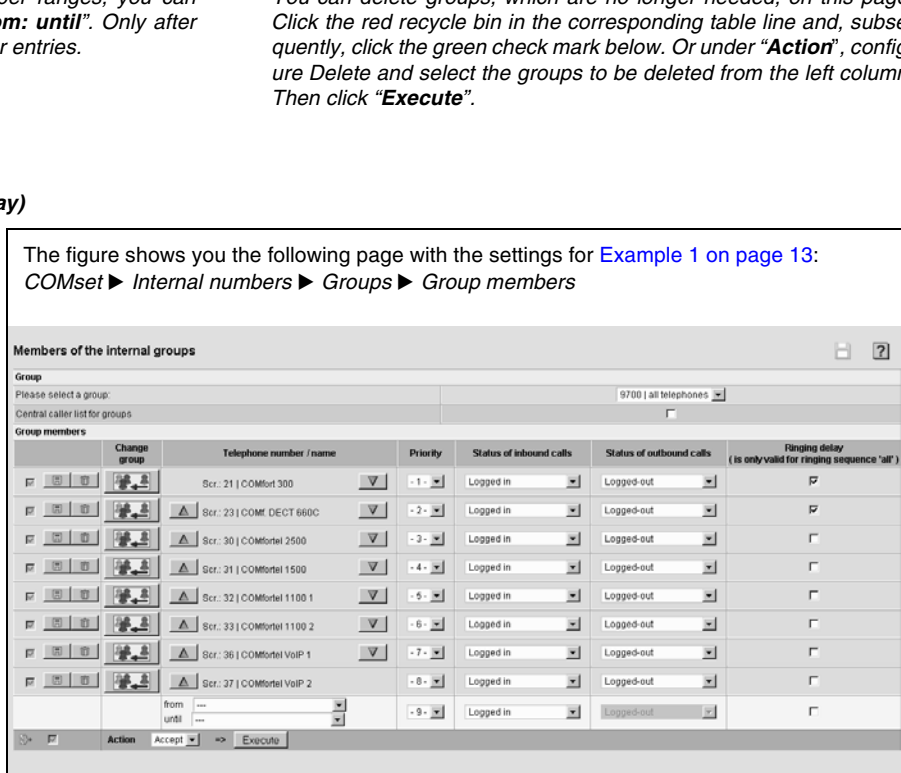 ber ranges, you can
om: until”. Only after
r entries.
You can delete groups, which are no longer needed, on this page
Click the red recycle bin in the corresponding table line and, subse
quently, click the green check mark below. Or under “Action”, config
ure Delete and select the groups to be deleted from the left column
Then click “Execute”.
ay)
The figure shows you the following page with the settings for Example 1 on page 13:
COMset ▶ Internal numbers ▶ Groups ▶ Group members
Members of the internal groups ?
Group
Please select a group: 9700 | all telephones
Central caller list for groups
Group members
Change group Telephone number / name Priority Status of inbound calls Status of outbound calls Ringing delay ( is only valid for ringing sequence 'all' )
Scr.: 21 | COMfort 300 - 1 - Logged in Logged-out
Scr.: 23 | COMf. DECT 660C - 2 - Logged in Logged-out
Scr.: 30 | COMfortel 2500 - 3 - Logged in Logged-out
Scr.: 31 | COMfortel 1500 - 4 - Logged in Logged-out
Scr.: 32 | COMfortel 1100 1 - 5 - Logged in Logged-out
Scr.: 33 | COMfortel 1100 2 - 6 - Logged in Logged-out
Scr.: 36 | COMfortel VoIP 1 - 7 - Logged in Logged-out
Scr.: 37 | COMfortel VoIP 2 - 8 - Logged in Logged-out
from ---
until --- - 9 - Logged in Logged-out
Action Accept => Execute